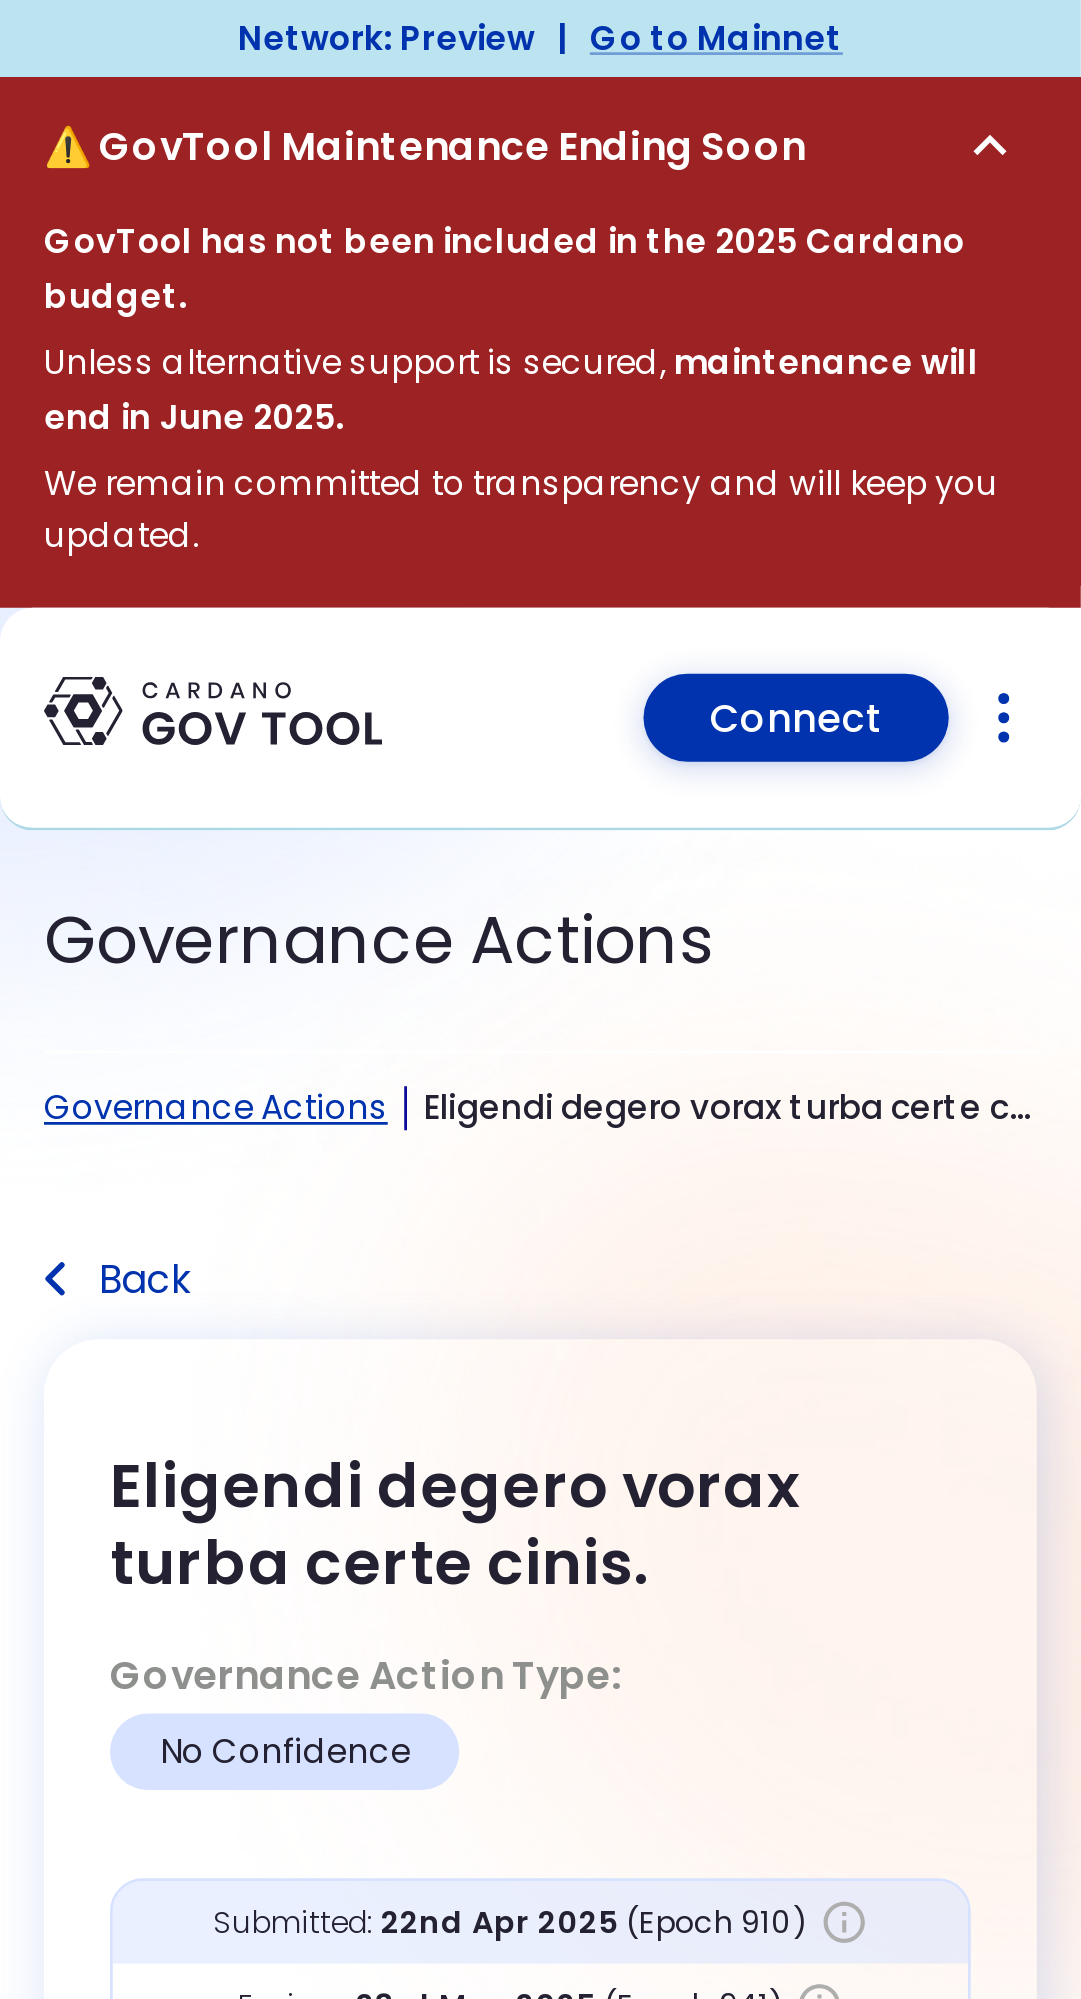 Network: Preview | Go to Mainnet
⚠️ GovTool Maintenance Ending Soon
GovTool has not been included in the 2025 Cardano
budget.
Unless alternative support is secured, maintenance will
end in June 2025.
We remain committed to transparency and will keep you
updated.
CARDANO
GOV TOOL
Connect
Governance Actions
Governance Actions | Eligendi degero vorax turba certe c...
Back
Eligendi degero vorax
turba certe cinis.
Governance Action Type:
No Confidence
Submitted: 22nd Apr 2025 (Epoch 910)